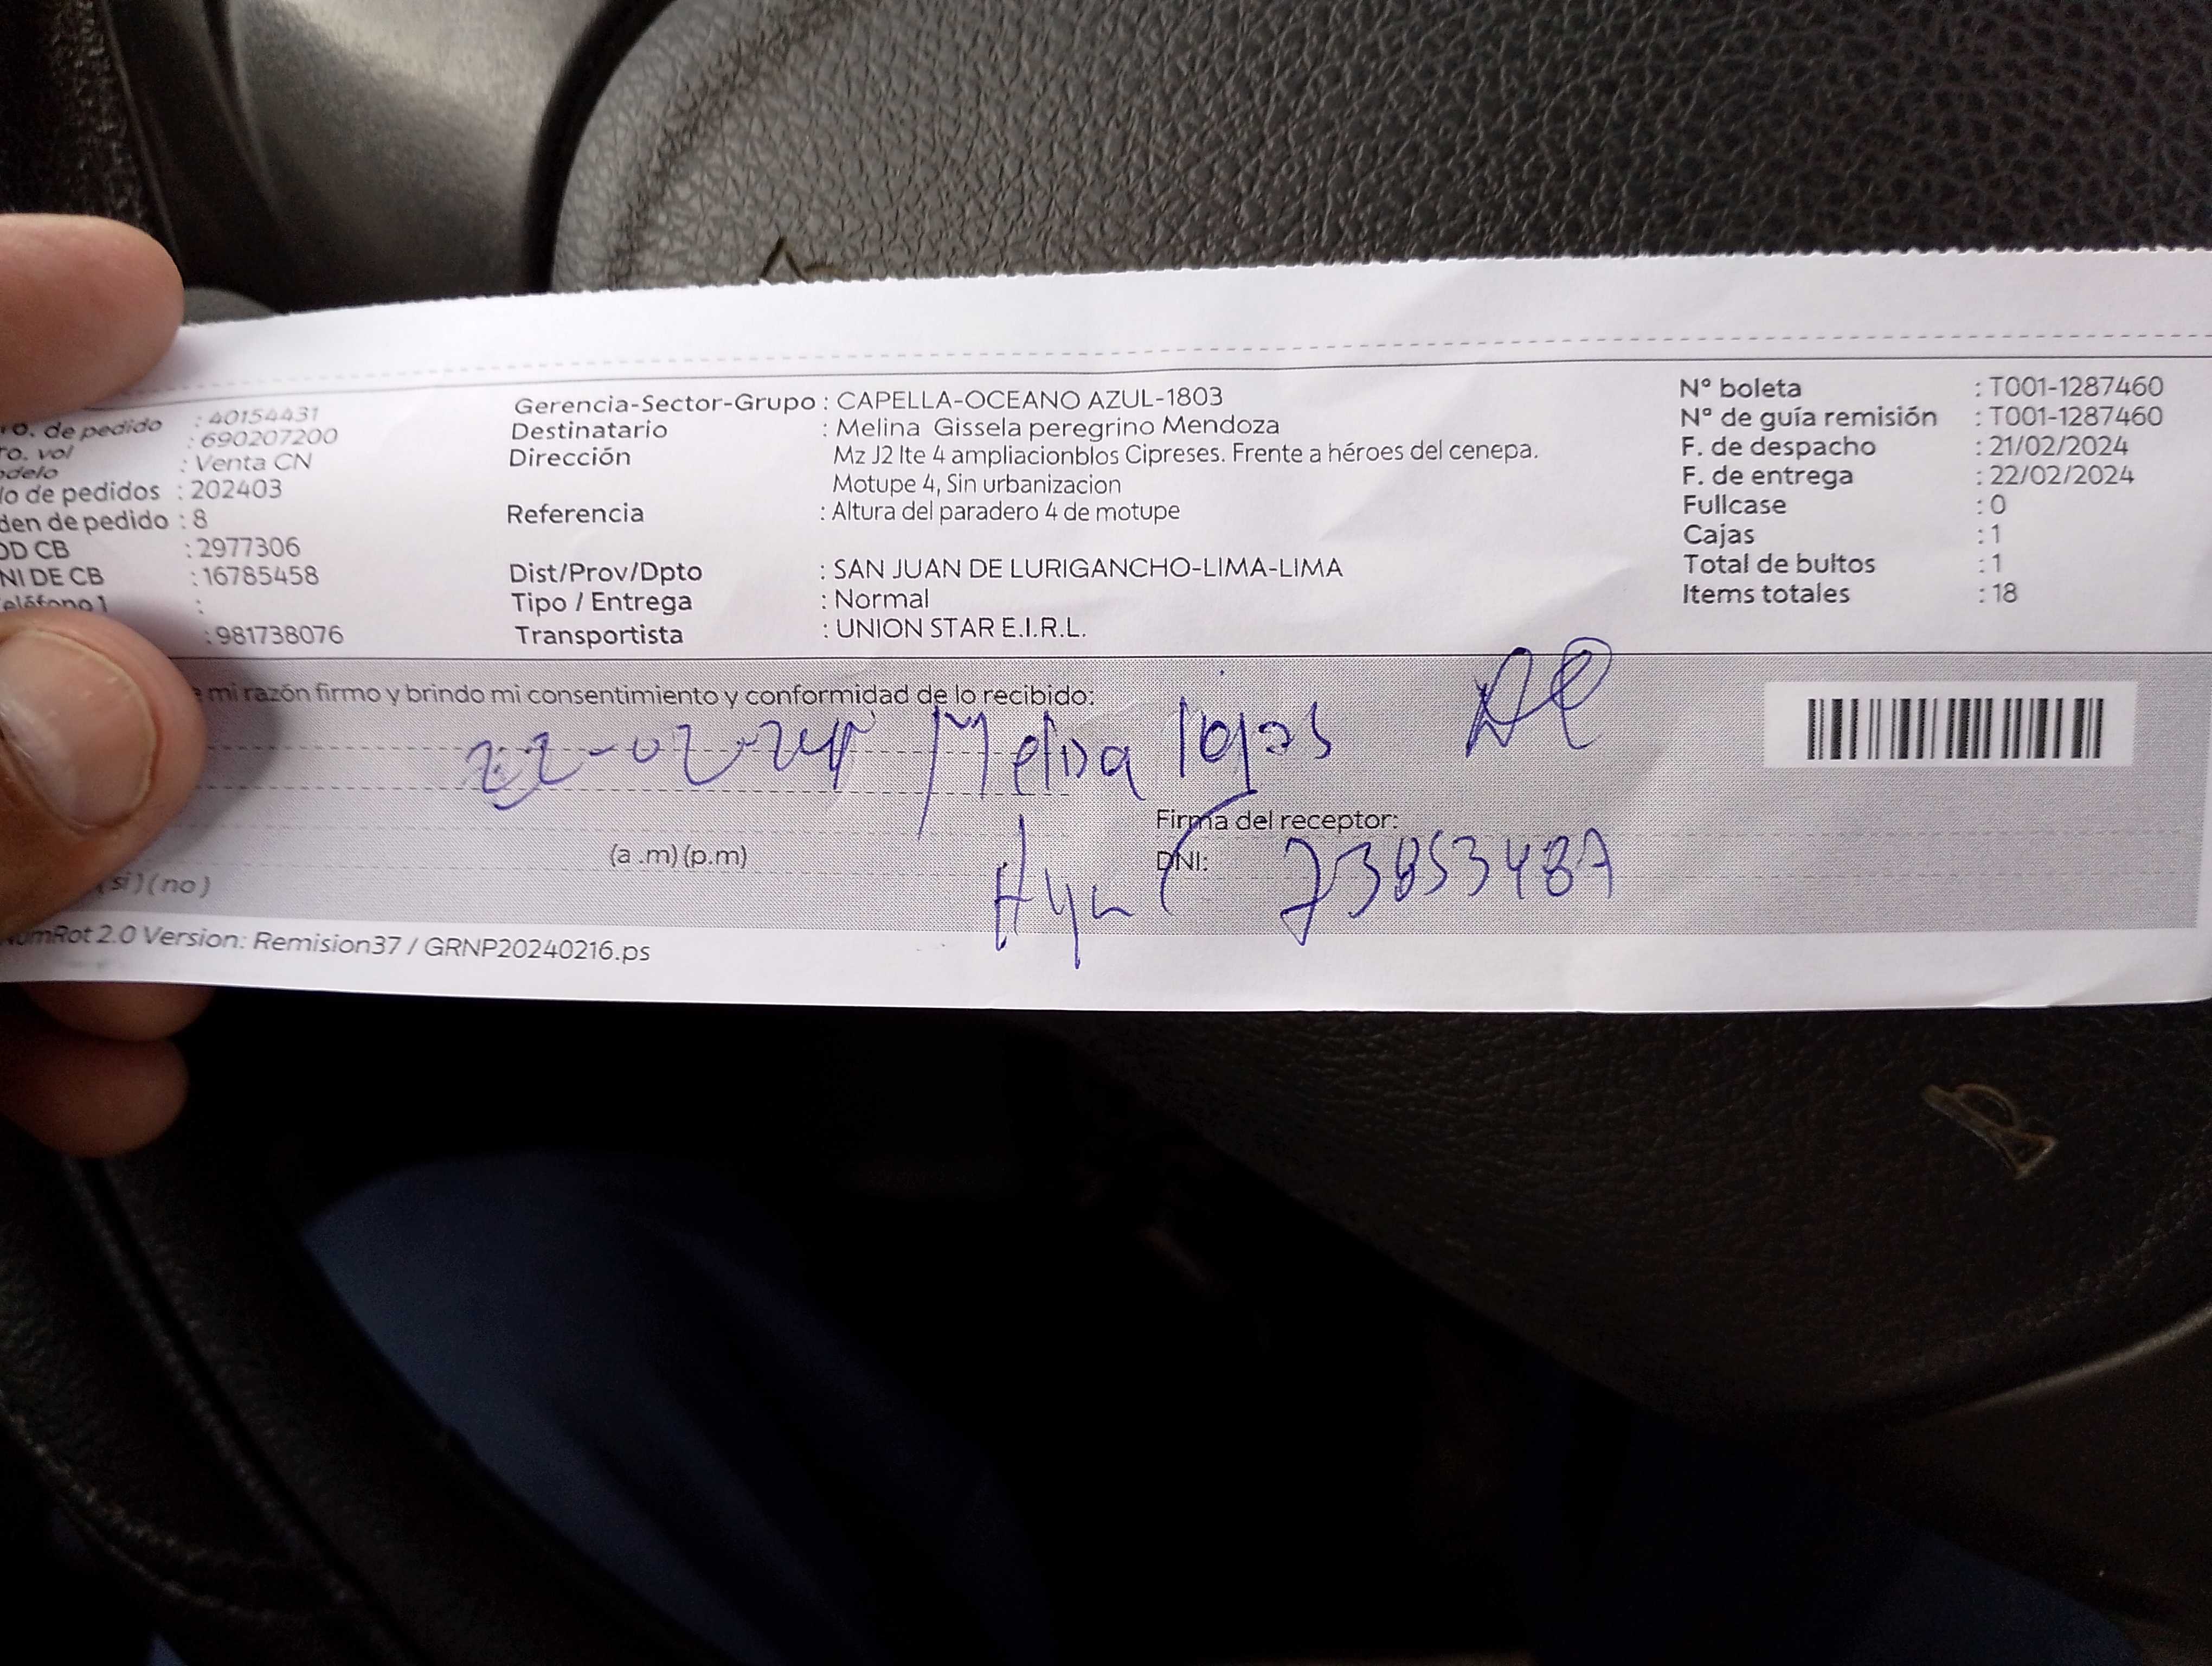 o. de pedido : 40154431
ro. vol : 690207200
odelo : Venta CN
lo de pedidos : 202403
den de pedido : 8
OD CB : 2977306
NI DE CB : 16785458
eléfono 1 :
: 981738076
Gerencia-Sector-Grupo : CAPELLA-OCEANO AZUL-1803
Destinatario : Melina Gissela peregrino Mendoza
Dirección Mz J2 lte 4 ampliacionblos Cipreses. Frente a héroes del cenepa.
Motupe 4, Sin urbanizacion
Referencia : Altura del paradero 4 de motupe
Dist/Prov/Dpto : SAN JUAN DE LURIGANCHO-LIMA-LIMA
Tipo / Entrega : Normal
Transportista : UNION STAR E.I.R.L.
N° boleta : T001-1287460
N° de guía remisión : T001-1287460
F. de despacho : 21/02/2024
F. de entrega : 22/02/2024
Fullcase : 0
Cajas : 1
Total de bultos : 1
Items totales : 18
mi razón firmo y brindo mi consentimiento y conformidad de lo recibido:
22-02-24 Melisa
Firma del receptor:
(a .m) (p.m)
DNI: 73853487
(si) (no)
umRot 2.0 Version: Remision37 / GRNP20240216.ps